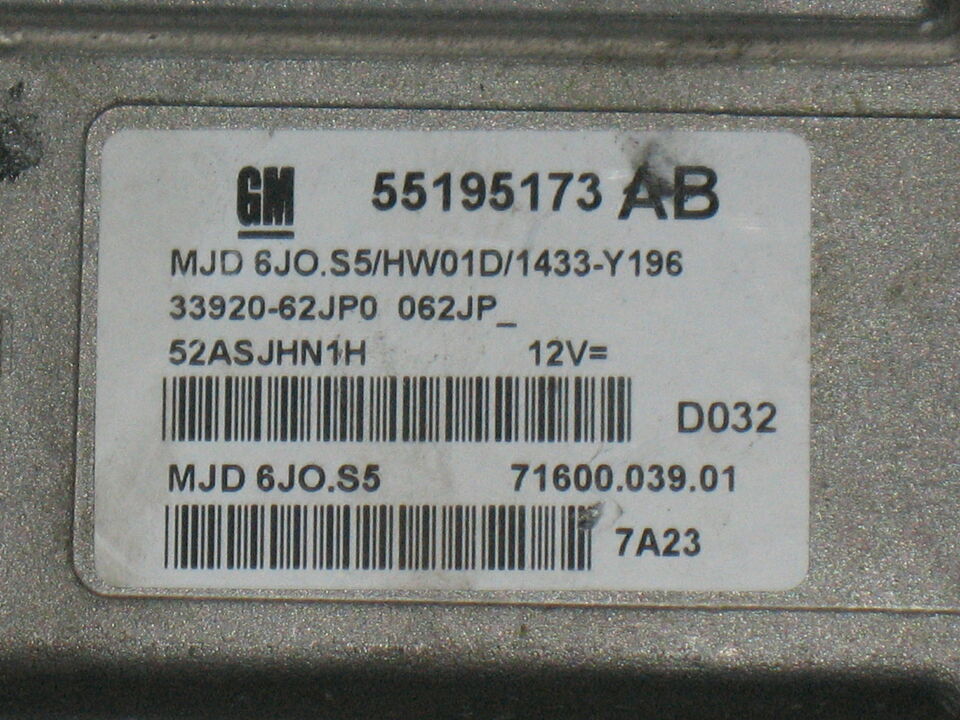 GM 55195173 AB
MJD 6JO.S5/HW01D/1433-Y196
33920-62JP0 062JP_
52ASJHN1H 12V=
D032
MJD 6JO.S5 71600.039.01
7A23